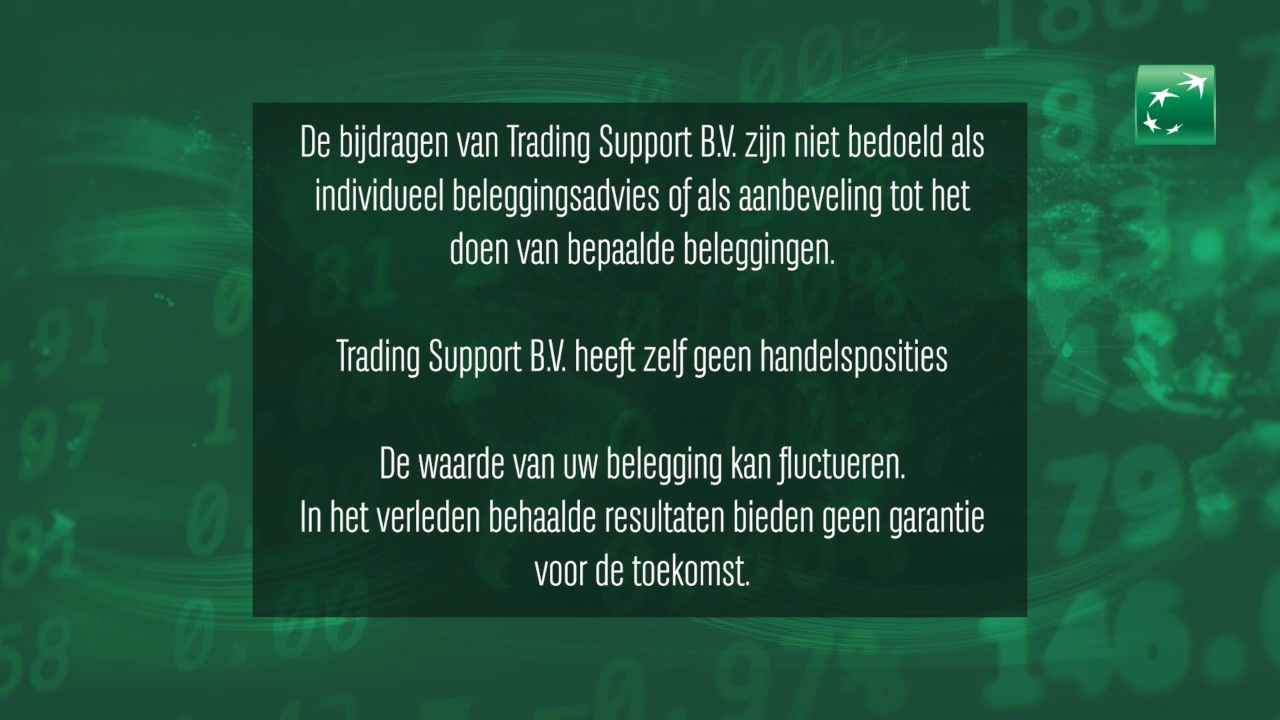 De bijdragen van Trading Support B.V. zijn niet bedoeld als
individueel beleggingsadvies of als aanbeveling tot het
doen van bepaalde beleggingen.
Trading Support B.V. heeft zelf geen handelsposities
De waarde van uw belegging kan fluctueren.
In het verleden behaalde resultaten bieden geen garantie
voor de toekomst.